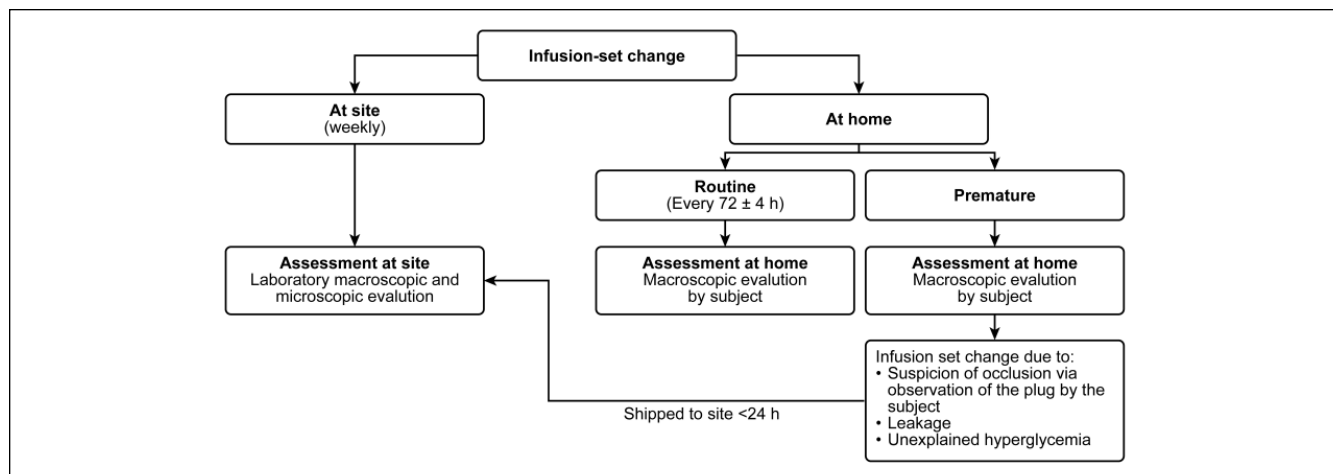 Infusion-set change
At site
(weekly)
At home
Routine
(Every 72 ± 4 h)
Premature
Assessment at site
Laboratory macroscopic and
microscopic evalution
Assessment at home
Macroscopic evalution
by subject
Assessment at home
Macroscopic evalution
by subject
Infusion set change due to:
• Suspicion of occlusion via
observation of the plug by the
subject
• Leakage
• Unexplained hyperglycemia
Shipped to site <24 h